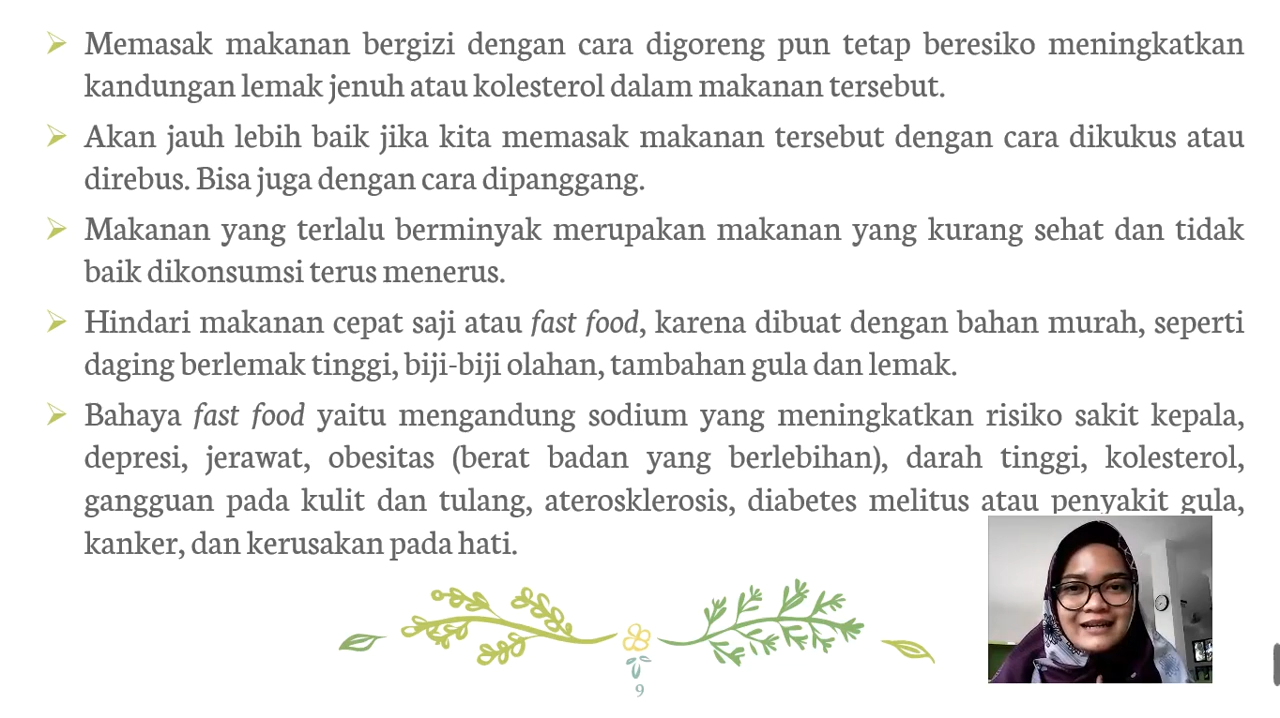 Memasak makanan bergizi dengan cara digoreng pun tetap beresiko meningkatkan
kandungan lemak jenuh atau kolesterol dalam makanan tersebut.
Akan jauh lebih baik jika kita memasak makanan tersebut dengan cara dikukus atau
direbus. Bisa juga dengan cara dipanggang.
Makanan yang terlalu berminyak merupakan makanan yang kurang sehat dan tidak
baik dikonsumsi terus menerus.
Hindari makanan cepat saji atau fast food, karena dibuat dengan bahan murah, seperti
daging berlemak tinggi, biji-biji olahan, tambahan gula dan lemak.
Bahaya fast food yaitu mengandung sodium yang meningkatkan risiko sakit kepala,
depresi, jerawat, obesitas (berat badan yang berlebihan), darah tinggi, kolesterol,
gangguan pada kulit dan tulang, aterosklerosis, diabetes melitus atau penyakit gula,
kanker, dan kerusakan pada hati.
9